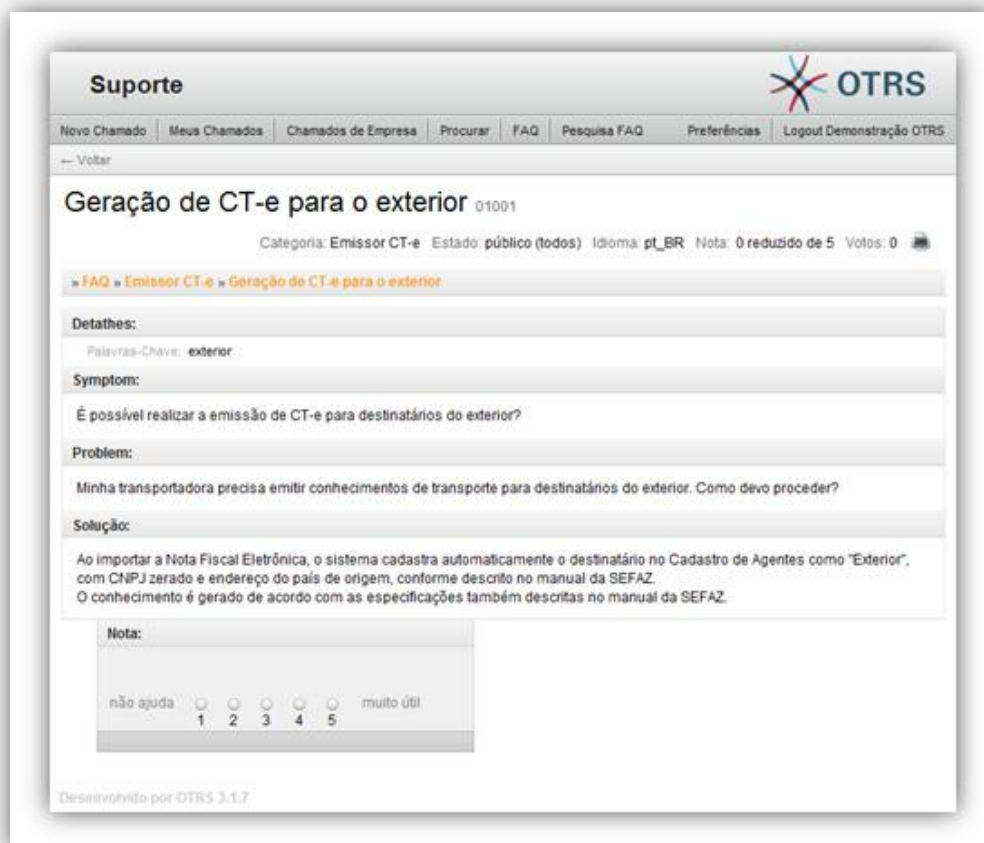 Suporte
OTRS
Novo Chamado Meus Chamados Chamados de Empresa Procurar FAQ Pesquisa FAQ Preferências Logout Demonstração OTRS
← Voltar
Geração de CT-e para o exterior 01001
Categoria: Emissor CT-e Estado: público (todos) Idioma: pt_BR Nota: 0 reduzido de 5 Votos: 0
» FAQ » Emissor CT-e » Geração de CT-e para o exterior
Detathes:
Palavras-Chave: exterior
Symptom:
É possível realizar a emissão de CT-e para destinatários do exterior?
Problem:
Minha transportadora precisa emitir conhecimentos de transporte para destinatários do exterior. Como devo proceder?
Solução:
Ao importar a Nota Fiscal Eletrônica, o sistema cadastra automaticamente o destinatário no Cadastro de Agentes como "Exterior",
com CNPJ zerado e endereço do país de origem, conforme descrito no manual da SEFAZ.
O conhecimento é gerado de acordo com as especificações também descritas no manual da SEFAZ.
Nota:
não ajuda muito útil
1 2 3 4 5
Desenvolvido por OTRS 3.1.7